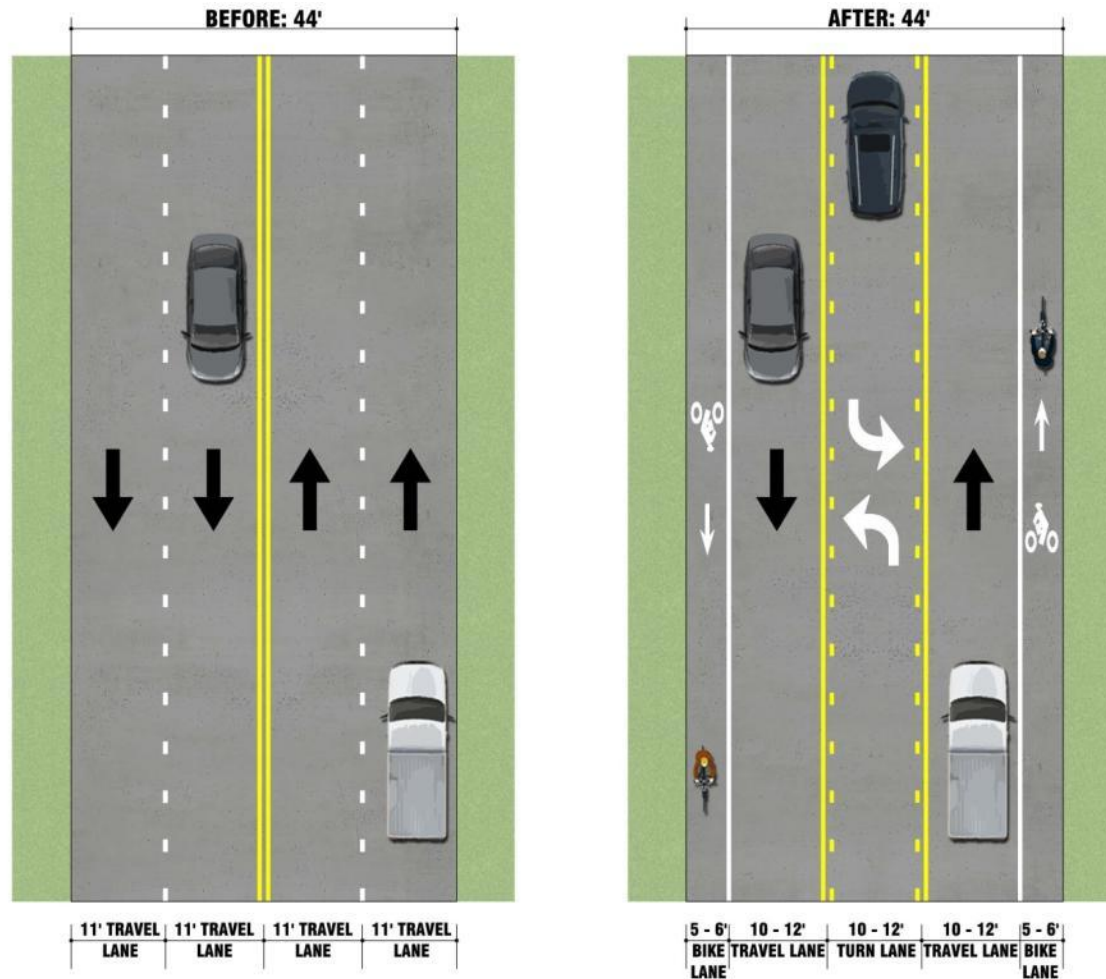 BEFORE: 44'
AFTER: 44'
11' TRAVEL LANE
11' TRAVEL LANE
11' TRAVEL LANE
11' TRAVEL LANE
5 - 6' BIKE LANE
10 - 12' TRAVEL LANE
10 - 12' TURN LANE
10 - 12' TRAVEL LANE
5 - 6' BIKE LANE